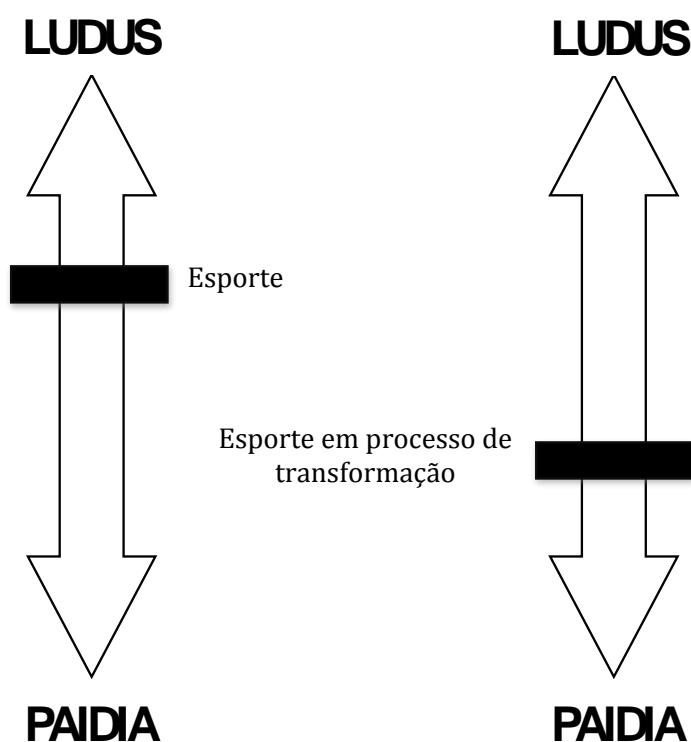 LUDUS
LUDUS
Esporte
Esporte em processo de
transformação
PAIDIA
PAIDIA